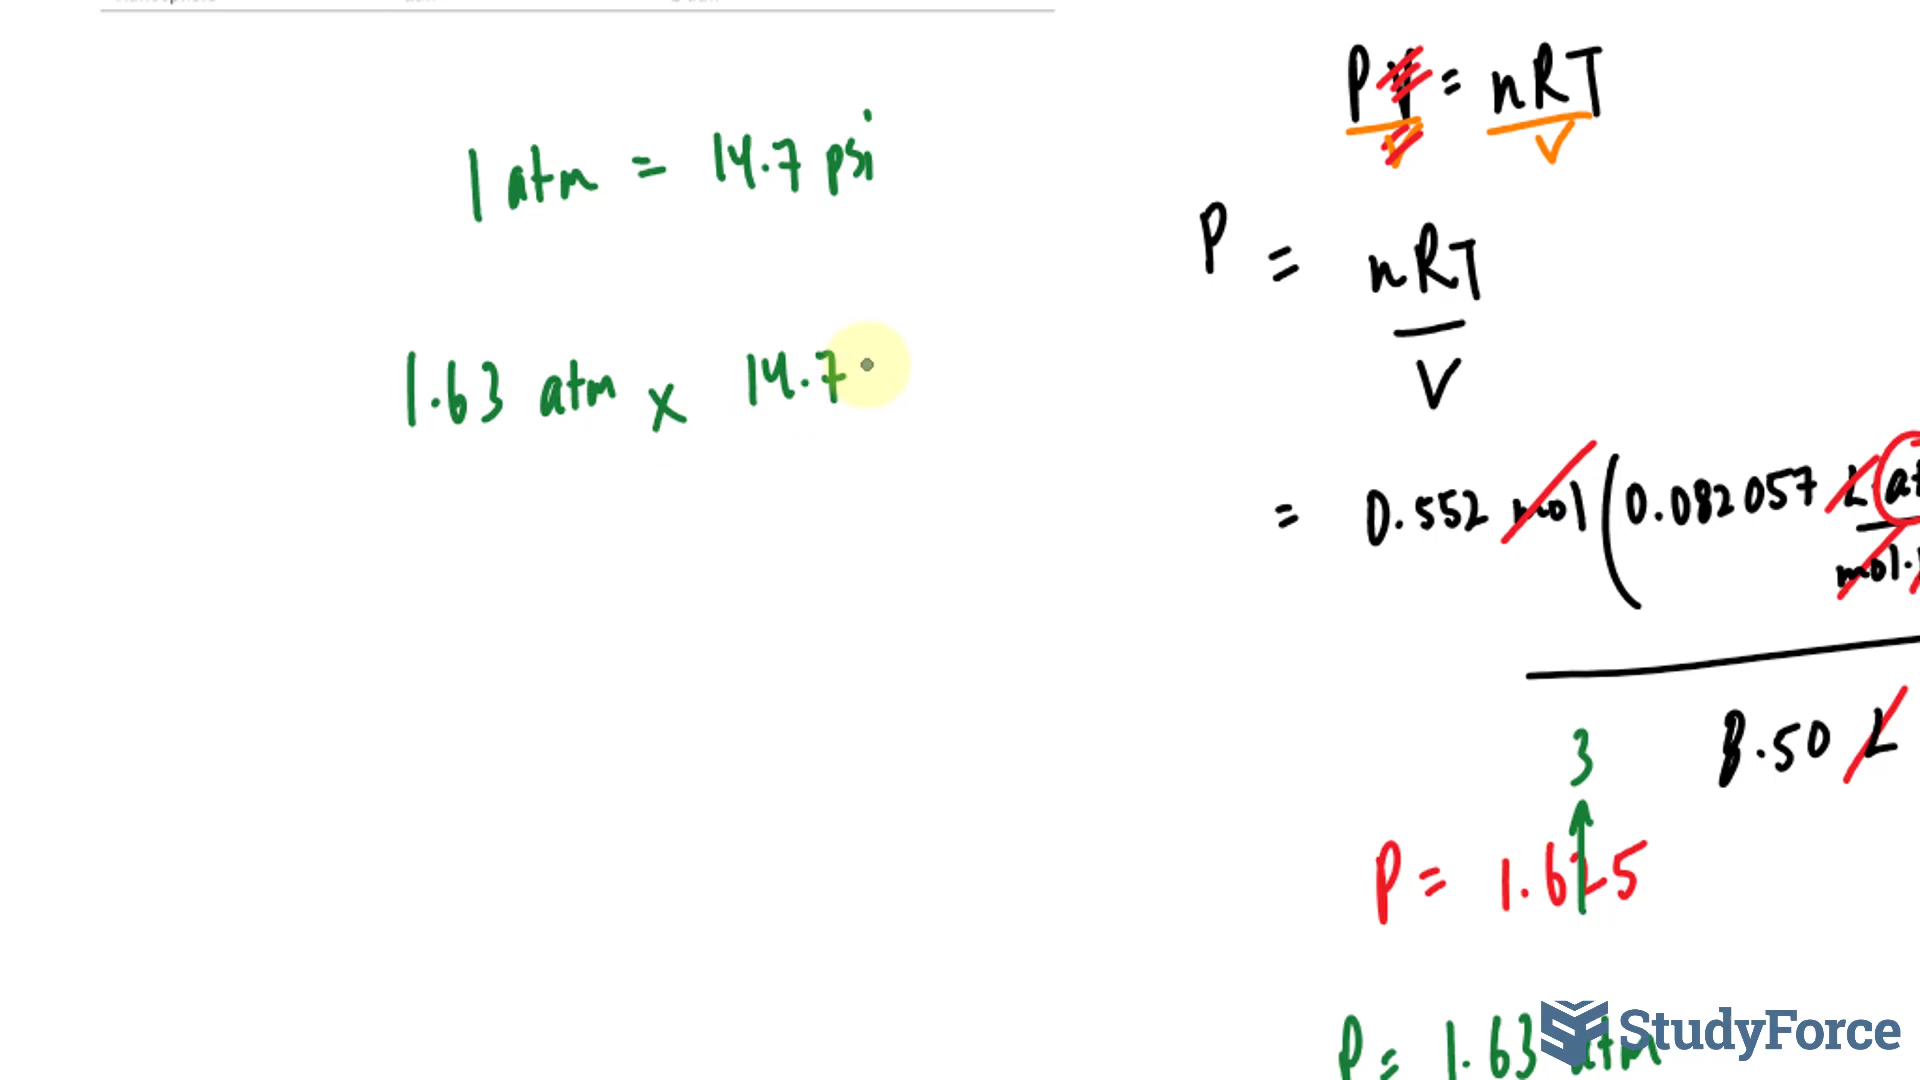 1 atm = 14.7 psi
1.63 atm x 14.7
PV = nRT
V V
P = nRT
V
= 0.552 mol (0.082057 L
mol.
8.50 L
3
P = 1.625
P = 1.63 atm
StudyForce